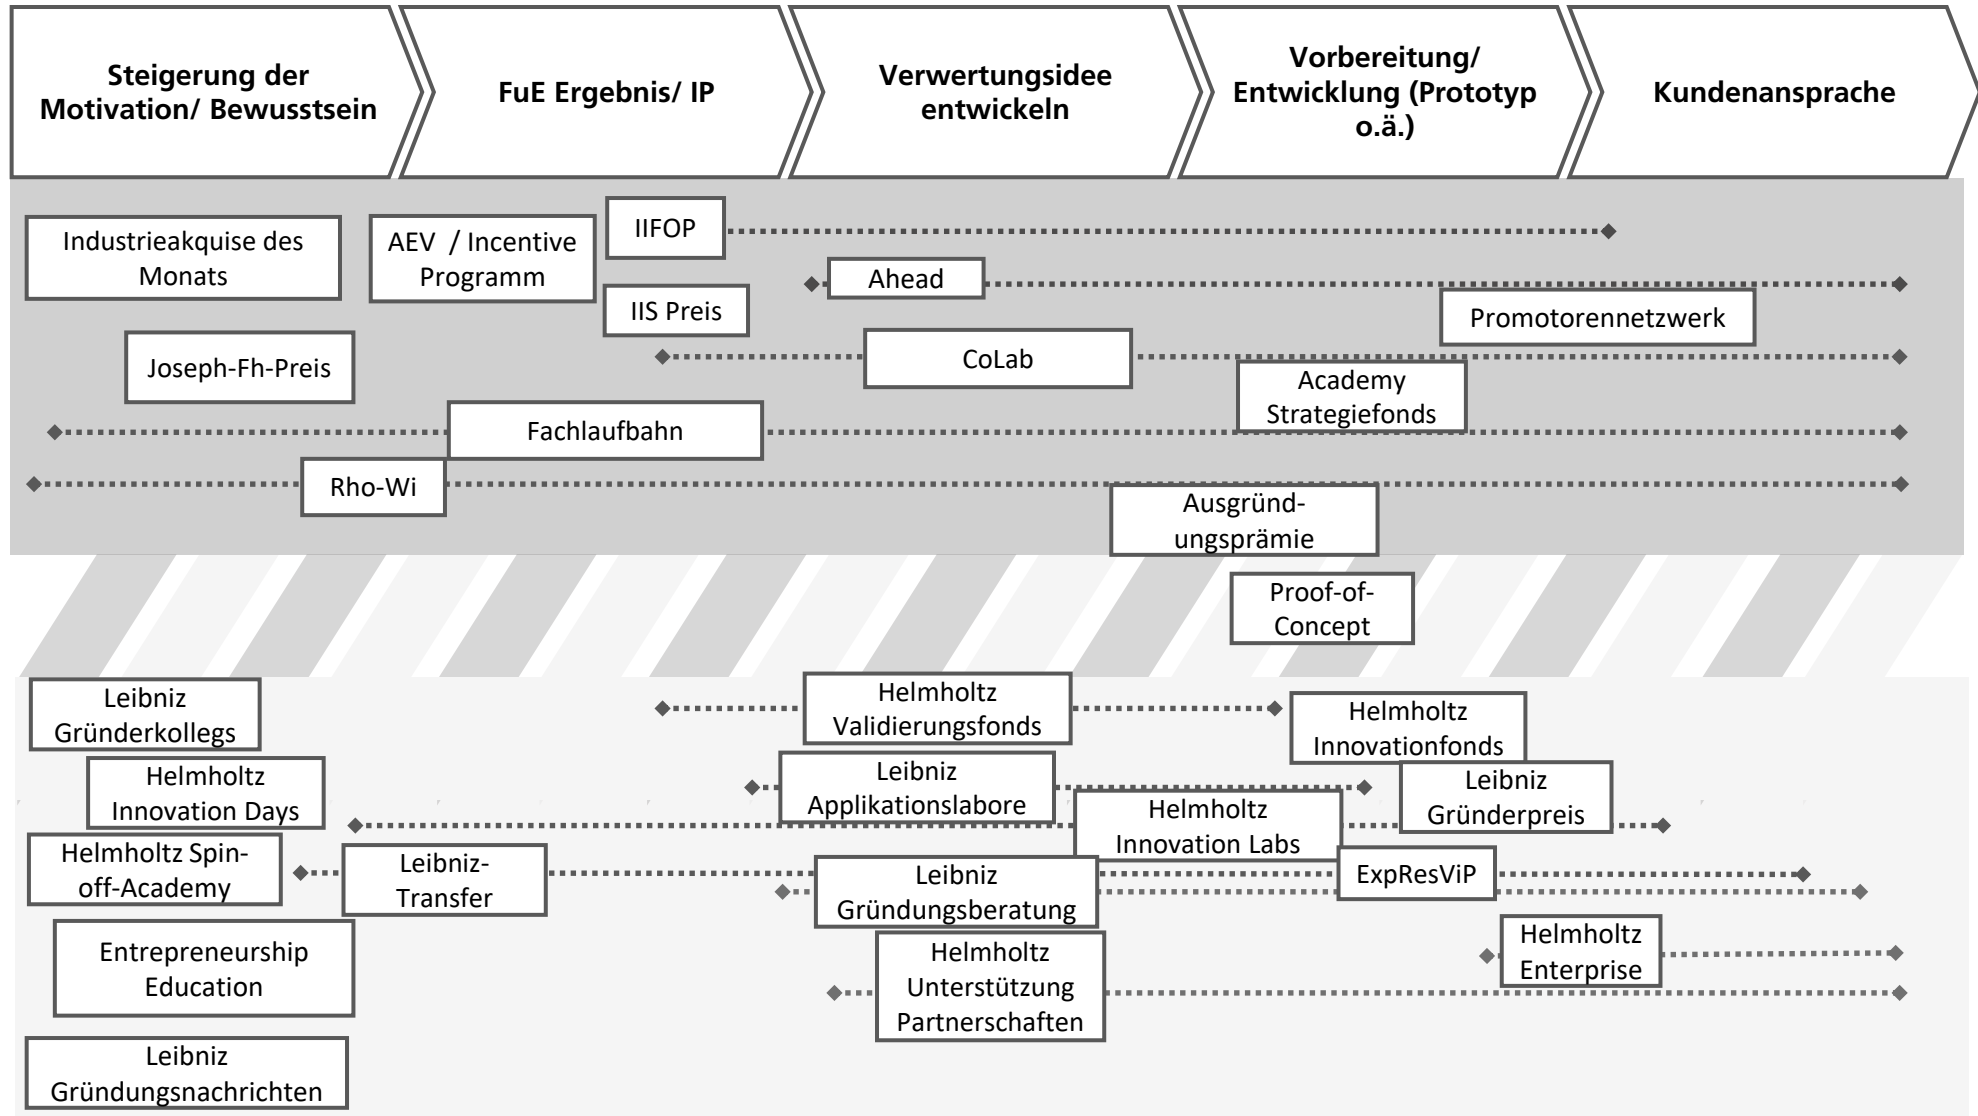 Steigerung der
Motivation/ Bewusstsein
FuE Ergebnis/ IP
Verwertungsidee
entwickeln
Vorbereitung/
Entwicklung (Prototyp
o.ä.)
Kundenansprache
Industrieakquise des
Monats
AEV / Incentive
Programm
IIFOP
Ahead
IIS Preis
Promotorennetzwerk
Joseph-Fh-Preis
CoLab
Academy
Strategiefonds
Fachlaufbahn
Rho-Wi
Ausgründ-
ungsprämie
Proof-of-
Concept
Leibniz
Gründerkollegs
Helmholtz
Validierungsfonds
Helmholtz
Innovationfonds
Helmholtz
Innovation Days
Leibniz
Applikationslabore
Leibniz
Gründerpreis
Helmholtz
Innovation Labs
Helmholtz Spin-
off-Academy
Leibniz-
Transfer
Leibniz
Gründungsberatung
ExpResViP
Entrepreneurship
Education
Helmholtz
Unterstützung
Partnerschaften
Helmholtz
Enterprise
Leibniz
Gründungsnachrichten